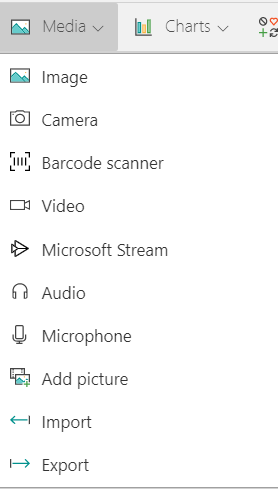 Media Charts
Image
Camera
Barcode scanner
Video
Microsoft Stream
Audio
Microphone
Add picture
Import
Export